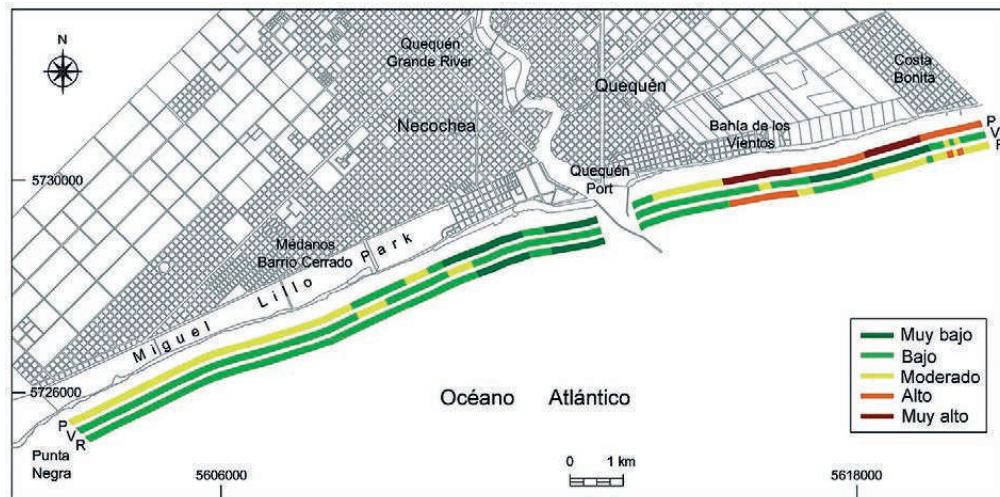 N
Quequén
Grande River
Necochea
Quequén
Costa
Bonita
Bahía de los
Vientos
Quequén
Port
5730000
Médanos
Barrio Cerrado
Miguel Lillo Park
5726000
P
V
R
P
V
R
Punta
Negra
Océano Atlántico
Muy bajo
Bajo
Moderado
Alto
Muy alto
0 1 km
5606000
5618000